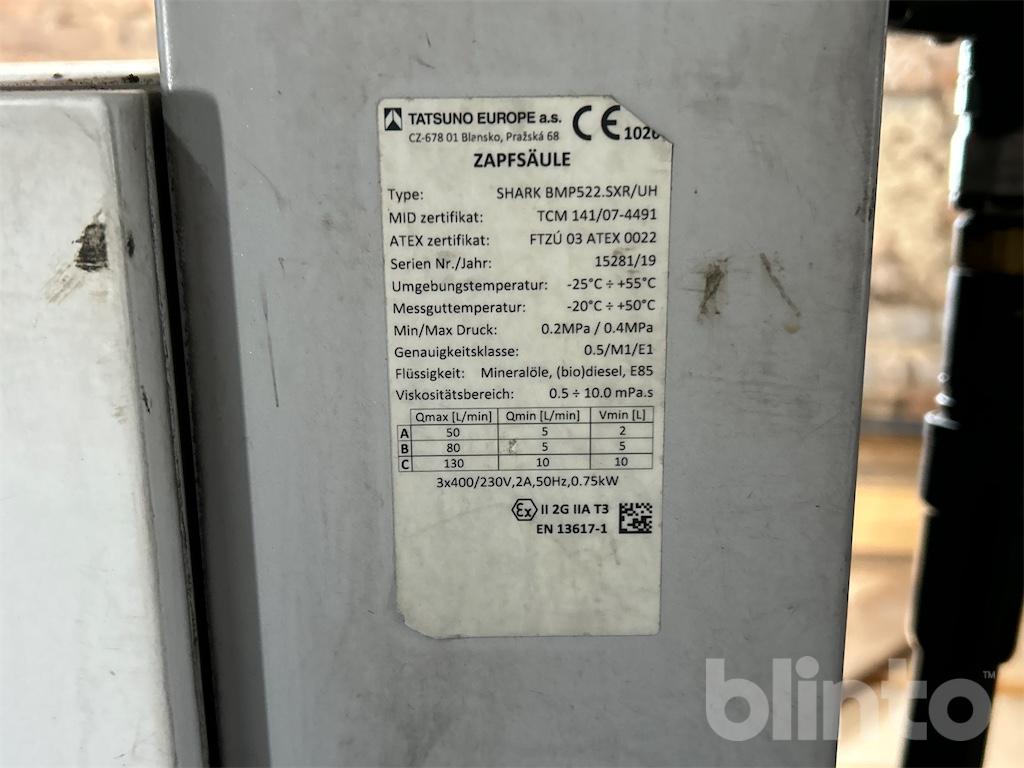 TATSUNO EUROPE a.s.
CZ-678 01 Blensko, Pražská 68
CE 1026
ZAPFSÄULE
Type: SHARK BMP522.SXR/UH
MID zertifikat: TCM 141/07-4491
ATEX zertifikat: FTZÚ 03 ATEX 0022
Serien Nr./Jahr: 15281/19
Umgebungstemperatur: -25°C ÷ +55°C
Messguttemperatur: -20°C ÷ +50°C
Min/Max Druck: 0.2MPa / 0.4MPa
Genauigkeitsklasse: 0.5/M1/E1
Flüssigkeit: Mineralöle, (bio)diesel, E85
Viskositätsbereich: 0.5 ÷ 10.0 mPa.s
Qmax [L/min] Qmin [L/min] Vmin [L]
A 50 5 2
B 80 5 5
C 130 10 10
3x400/230V,2A,50Hz,0.75kW
Ex II 2G IIA T3
EN 13617-1
blinto™